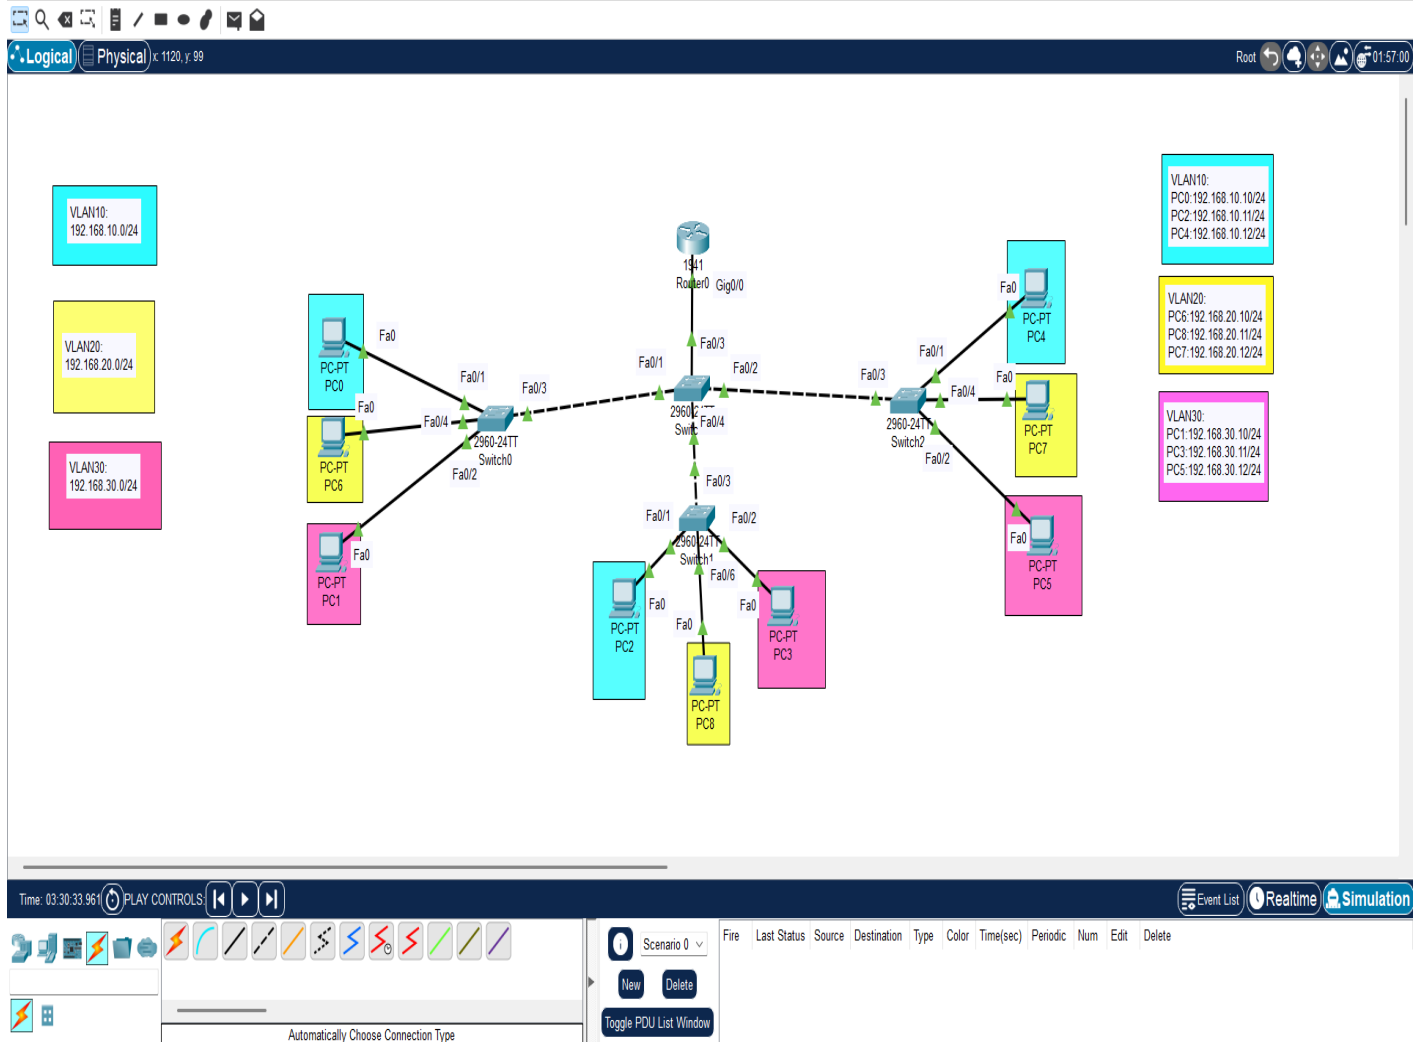 Logical
Physical
x: 1120, y: 99
Root
01:57:00
VLAN10:
192.168.10.0/24
VLAN20:
192.168.20.0/24
VLAN30:
192.168.30.0/24
VLAN10:
PC0:192.168.10.10/24
PC2:192.168.10.11/24
PC4:192.168.10.12/24
VLAN20:
PC6:192.168.20.10/24
PC8:192.168.20.11/24
PC7:192.168.20.12/24
VLAN30:
PC1:192.168.30.10/24
PC3:192.168.30.11/24
PC5:192.168.30.12/24
1941
Router0
Gig0/0
Fa0/3
Fa0/1
Fa0/2
2960-24TT
Fa0/4
Fa0
PC-PT
PC0
Fa0/1
Fa0/3
Fa0
Fa0/4
2960-24TT
Switch0
PC-PT
PC6
Fa0/2
Fa0
PC-PT
PC1
Fa0
PC-PT
PC4
Fa0/1
Fa0/3
Fa0
Fa0/4
2960-24TT
Switch2
PC-PT
PC7
Fa0/2
Fa0
PC-PT
PC5
Fa0/3
Fa0/1
Fa0/2
2960-24TT
Switch1
Fa0/6
Fa0
PC-PT
PC2
Fa0
PC-PT
PC3
Fa0
PC-PT
PC8
Time: 03:30:33.961
PLAY CONTROLS:
Event List
Realtime
Simulation
Automatically Choose Connection Type
Scenario 0
New
Delete
Toggle PDU List Window
Fire Last Status Source Destination Type Color Time(sec) Periodic Num Edit Delete